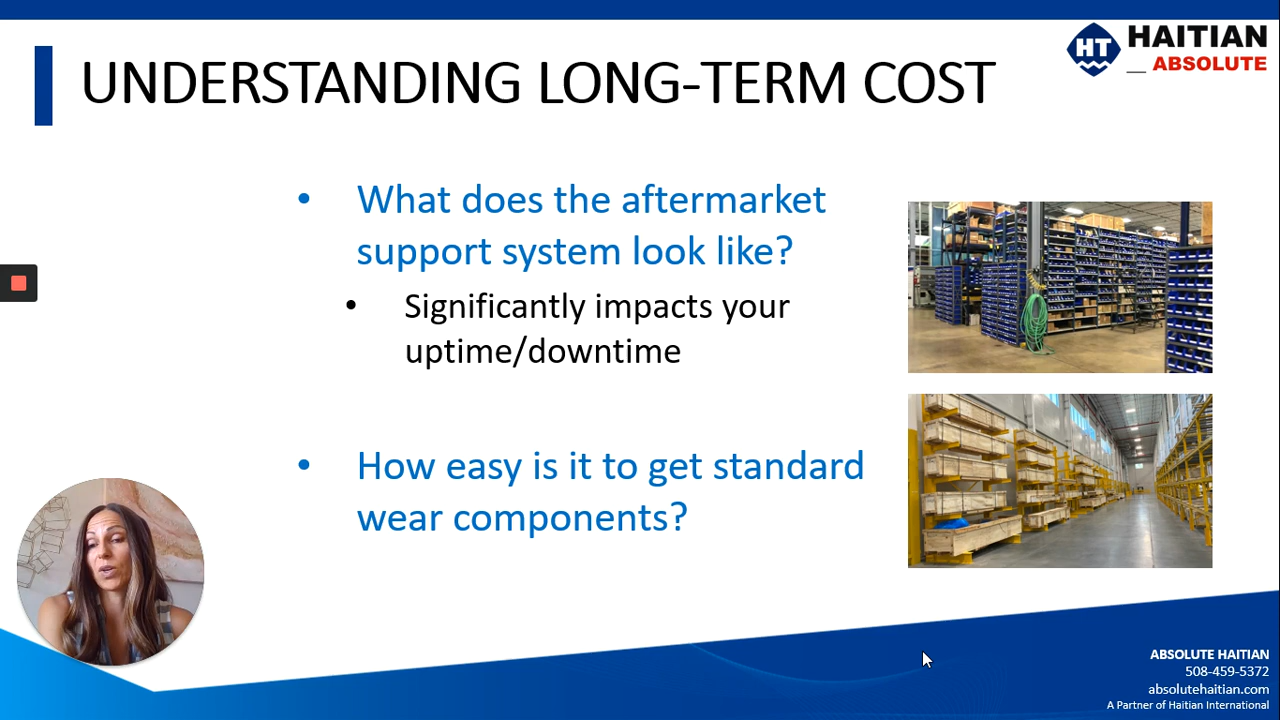 HT
HAITIAN
ABSOLUTE
UNDERSTANDING LONG-TERM COST
• What does the aftermarket
support system look like?
• Significantly impacts your
uptime/downtime
• How easy is it to get standard
wear components?
ABSOLUTE HAITIAN
508-459-5372
absolutehaitian.com
A Partner of Haitian International